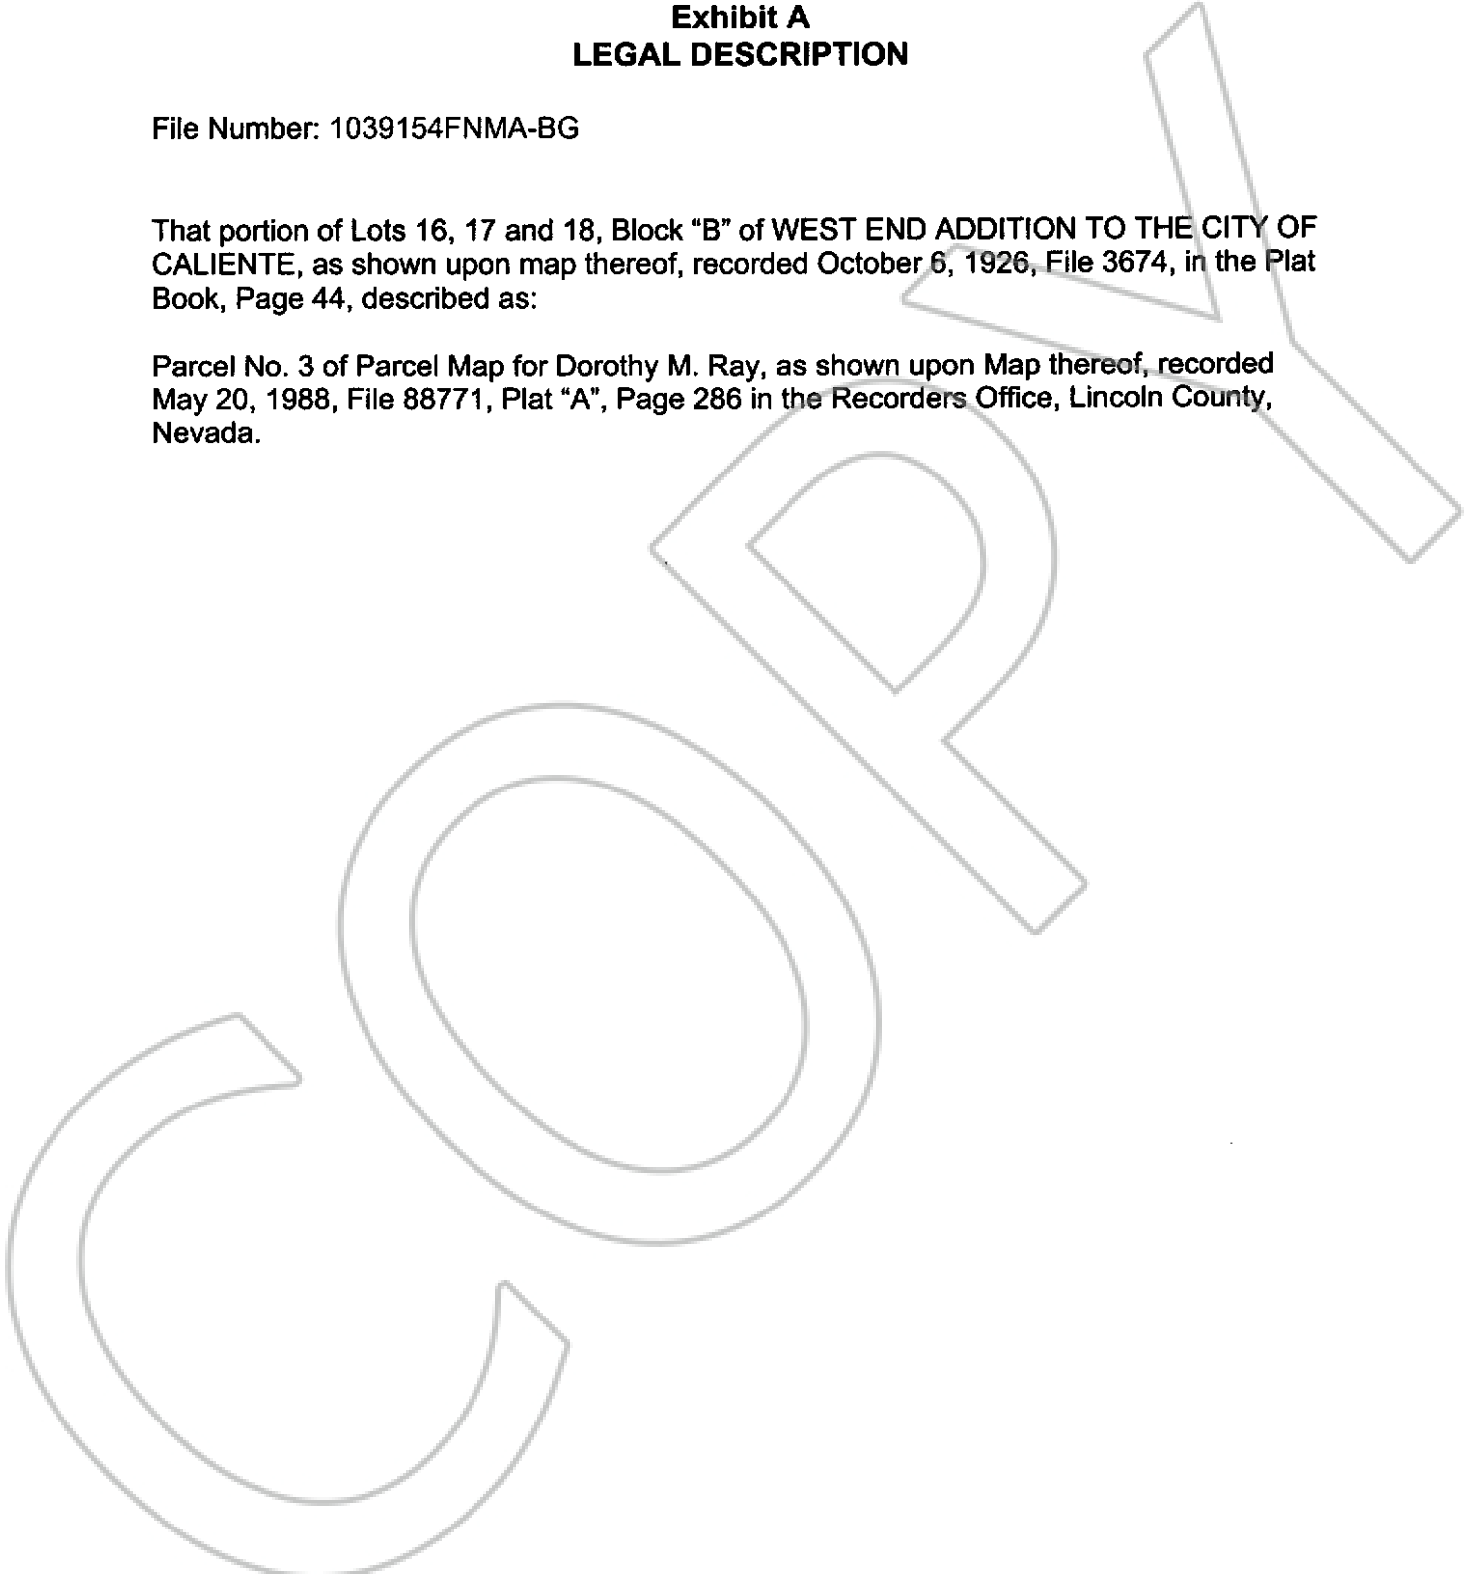 Exhibit A
LEGAL DESCRIPTION
File Number: 1039154FNMA-BG
That portion of Lots 16, 17 and 18, Block “B” of WEST END ADDITION TO THE CITY OF
CALIENTE, as shown upon map thereof, recorded October 6, 1926, File 3674, in the Plat
Book, Page 44, described as:
Parcel No. 3 of Parcel Map for Dorothy M. Ray, as shown upon Map thereof, recorded
May 20, 1988, File 88771, Plat “A”, Page 286 in the Recorders Office, Lincoln County,
Nevada.
COPY